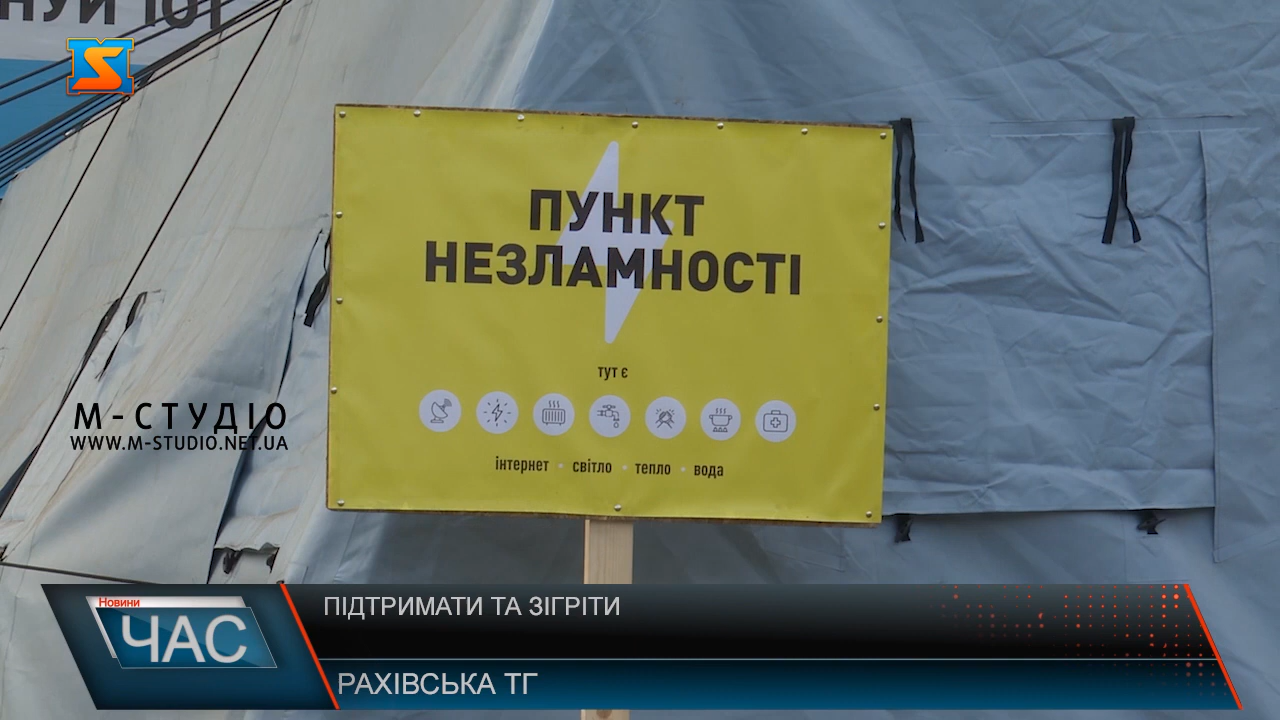 ПУНКТ
НЕЗЛАМНОСТІ
тут є
інтернет • світло • тепло • вода
М-СТУДІО
WWW.M-STUDIO.NET.UA
Новини
ЧАС
ПІДТРИМАТИ ТА ЗІГРІТИ
РАХІВСЬКА ТГ